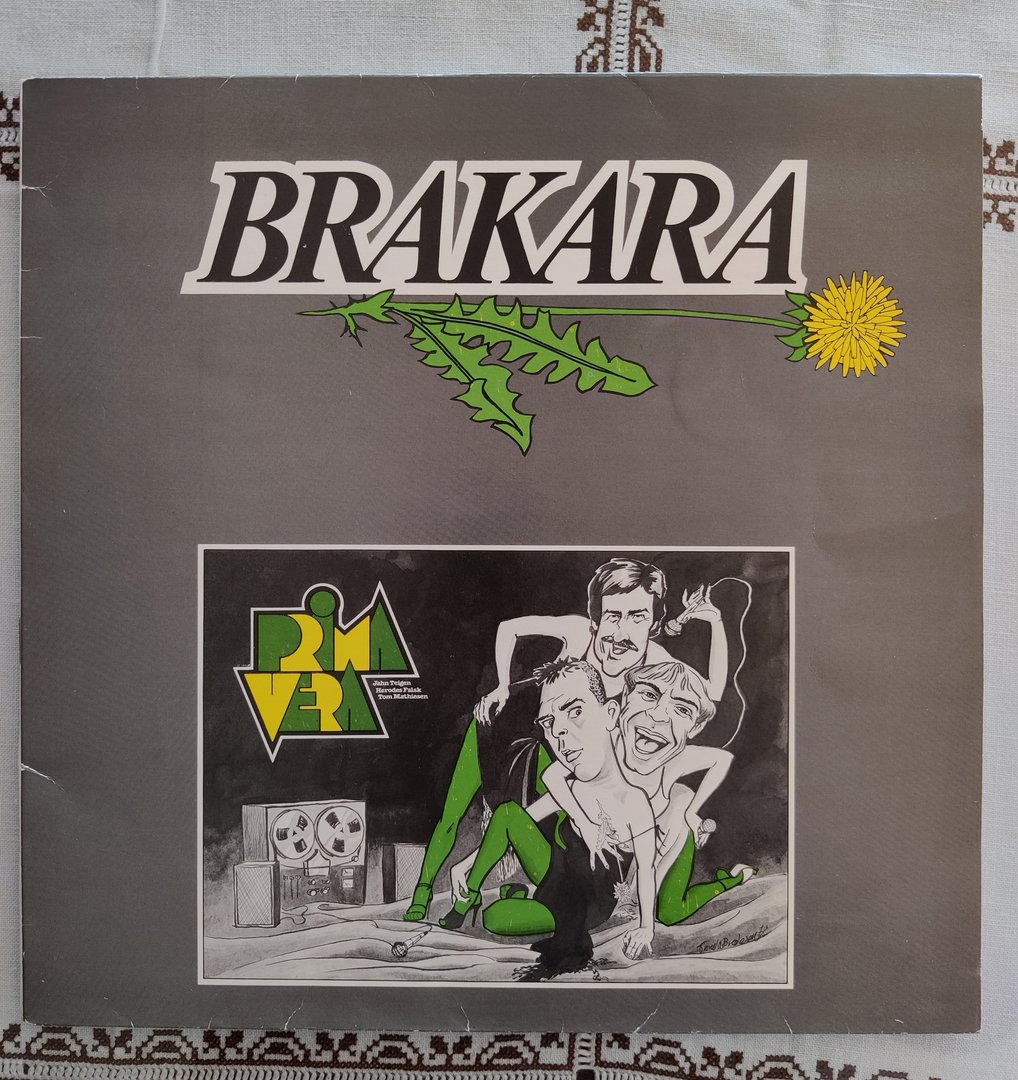 BRAKARA
PRIMA
VERA
Jahn Teigen
Herodes Falsk
Tom Mathiesen